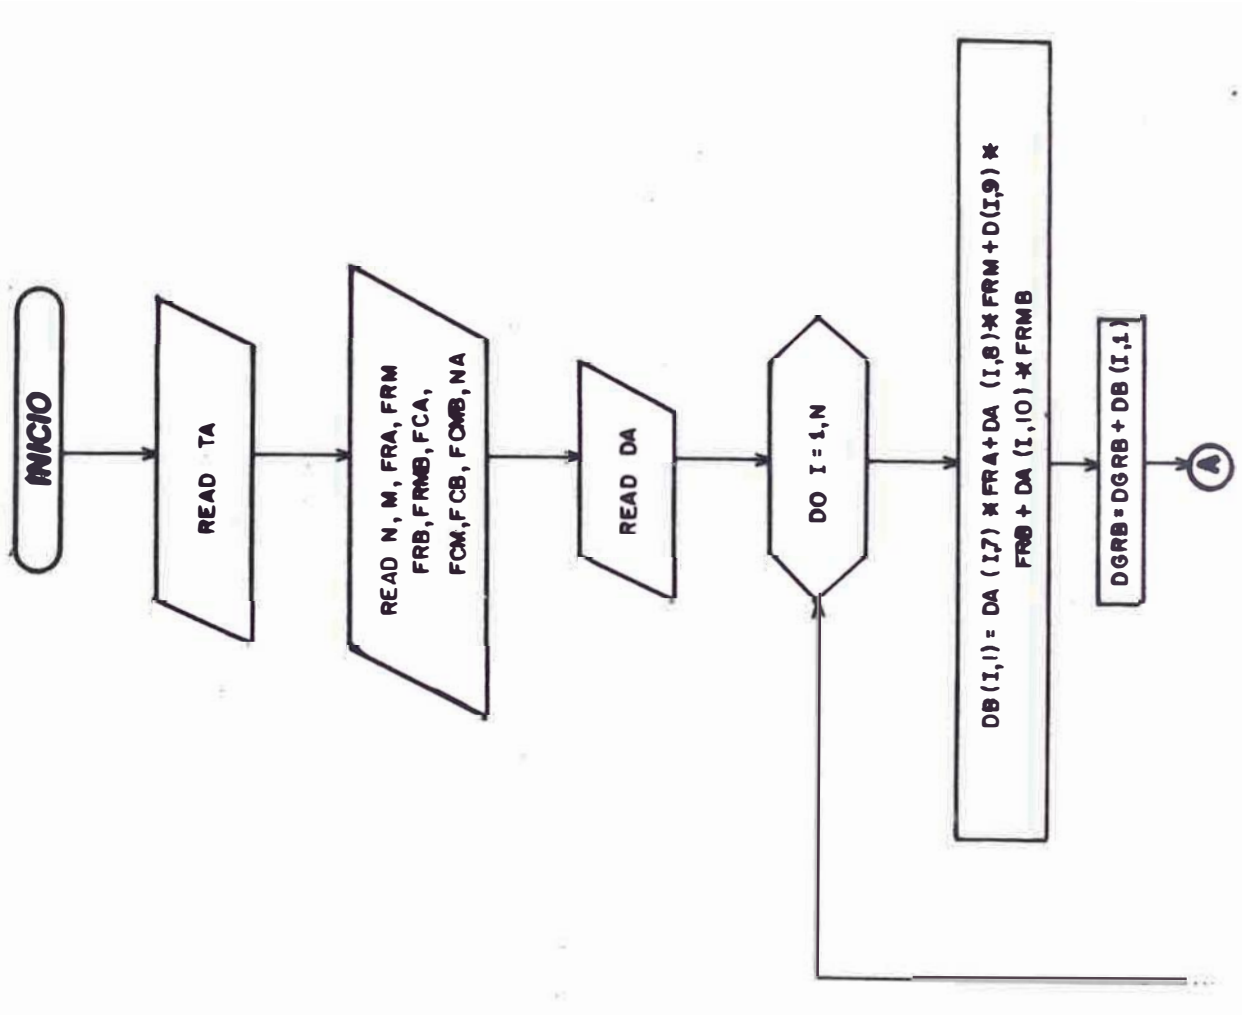 INICIO
READ TA
READ N, M, FRA, FRM
FRB, FRMB, FCA,
FCM, FCB, FCMB, NA
READ DA
DO I = 1,N
DB (I,1) = DA (I,7) * FRA + DA (I,8) * FRM + D(I,9) *
FRB + DA (I,10) * FRMB
DGRB = DGRB + DB (I,1)
A